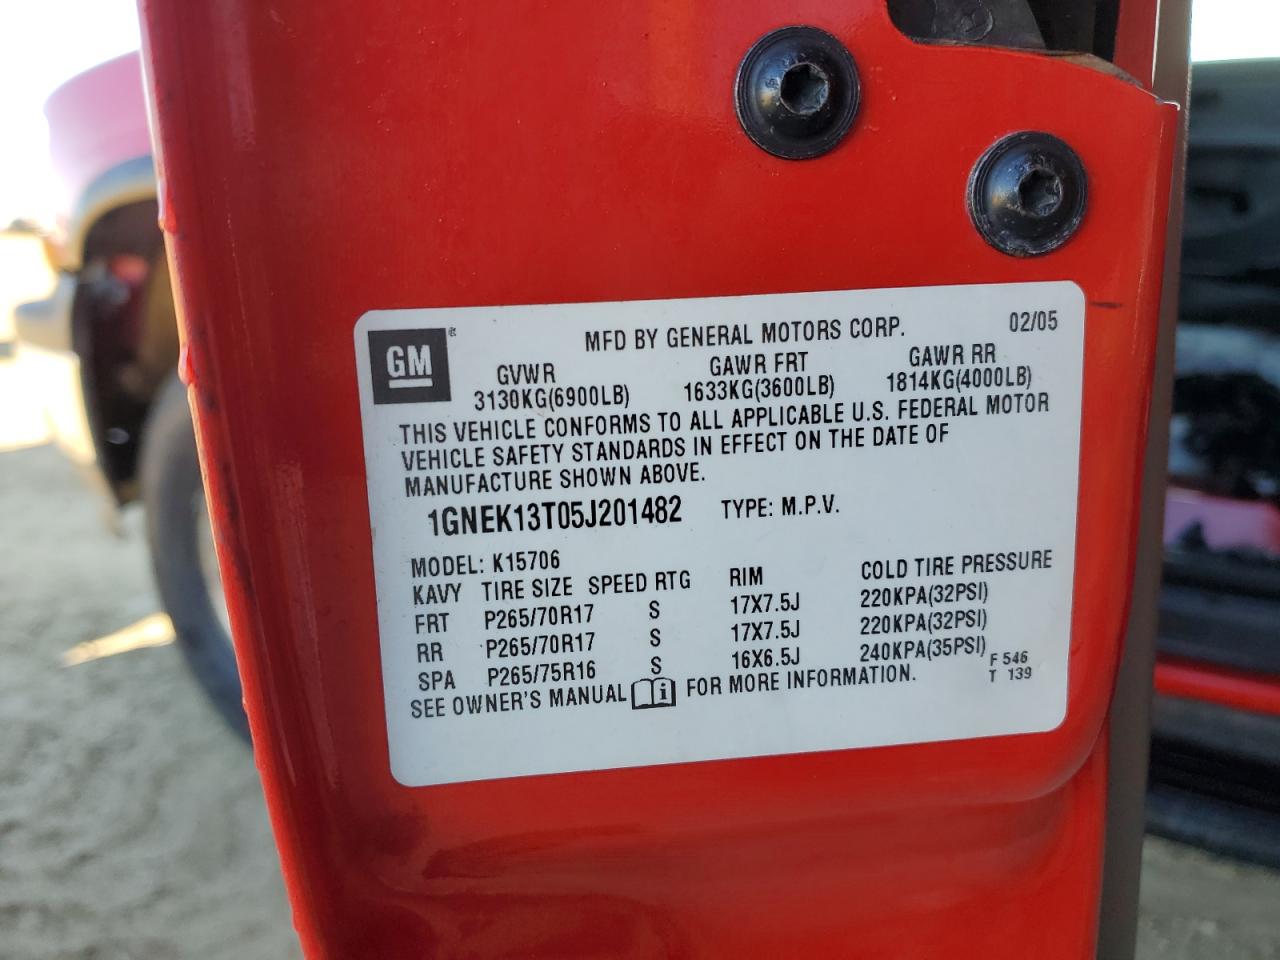 GM ® MFD BY GENERAL MOTORS CORP. 02/05
GVWR GAWR FRT GAWR RR
3130KG(6900LB) 1633KG(3600LB) 1814KG(4000LB)
THIS VEHICLE CONFORMS TO ALL APPLICABLE U.S. FEDERAL MOTOR
VEHICLE SAFETY STANDARDS IN EFFECT ON THE DATE OF
MANUFACTURE SHOWN ABOVE.
1GNEK13T05J201482 TYPE: M.P.V.
MODEL: K15706
KAVY TIRE SIZE SPEED RTG RIM COLD TIRE PRESSURE
FRT P265/70R17 S 17X7.5J 220KPA(32PSI)
RR P265/70R17 S 17X7.5J 220KPA(32PSI)
SPA P265/75R16 S 16X6.5J 240KPA(35PSI)
SEE OWNER'S MANUAL i FOR MORE INFORMATION.
F 546
T 139